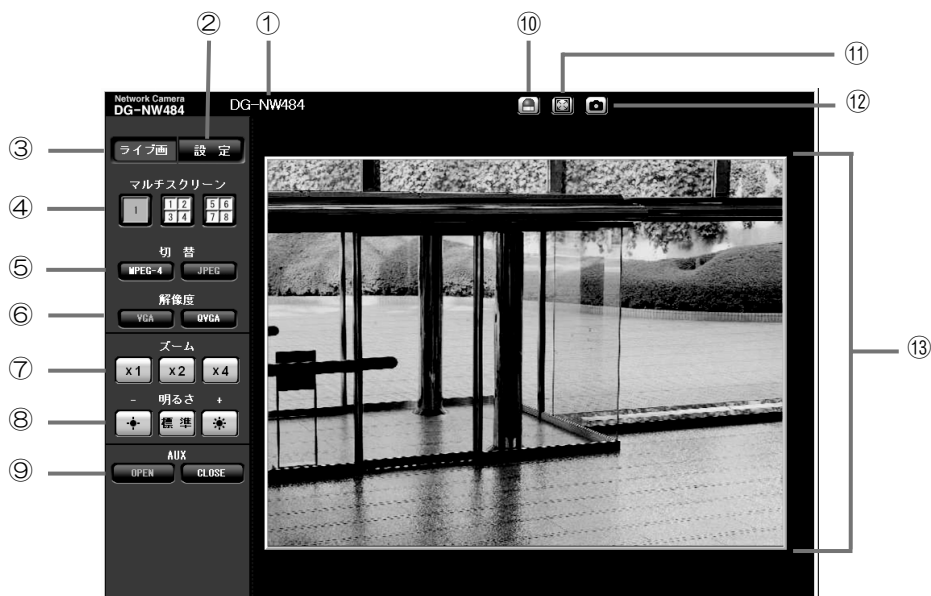 ② ① ⑩ ⑪ ⑫
Network Camera
DG-NW484
DG-NW484
③ ライブ画 設 定
マルチスクリーン
④ 1 1 2 3 4 5 6 7 8
切 替
⑤ MPEG-4 JPEG
解像度
⑥ VGA QVGA
ズーム
⑦ x1 x2 x4
- 明るさ +
⑧ 標 準
AUX
⑨ OPEN CLOSE
⑬